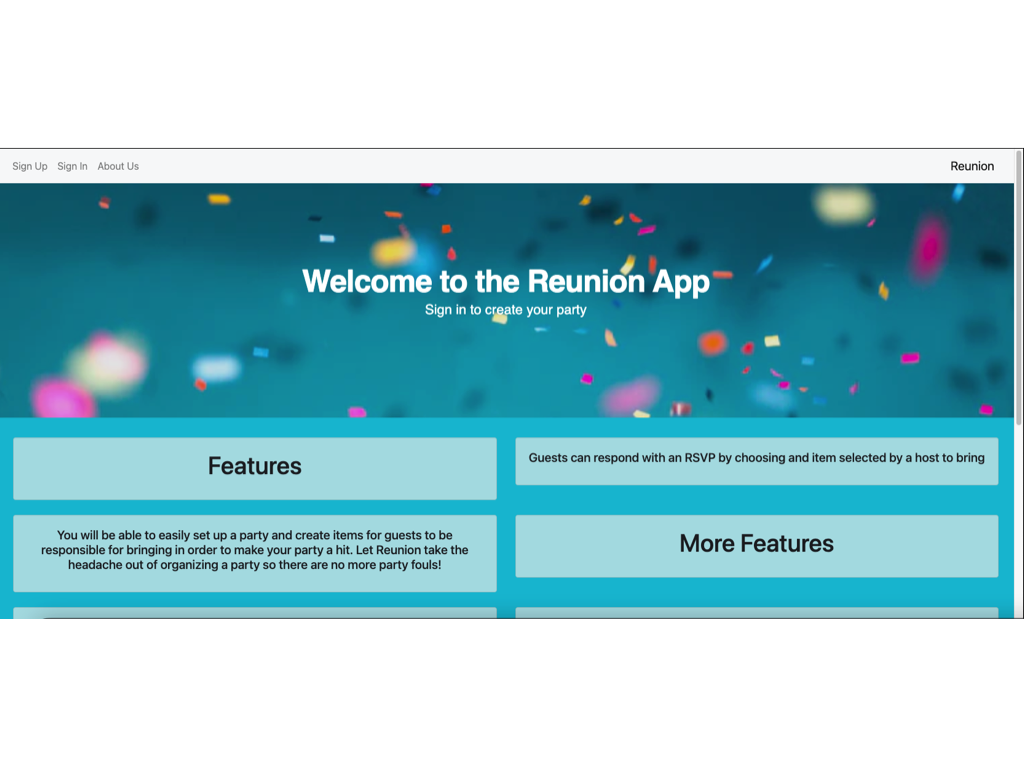 Sign Up Sign In About Us Reunion
Welcome to the Reunion App
Sign in to create your party
Features
Guests can respond with an RSVP by choosing and item selected by a host to bring
You will be able to easily set up a party and create items for guests to be
responsible for bringing in order to make your party a hit. Let Reunion take the
headache out of organizing a party so there are no more party fouls!
More Features